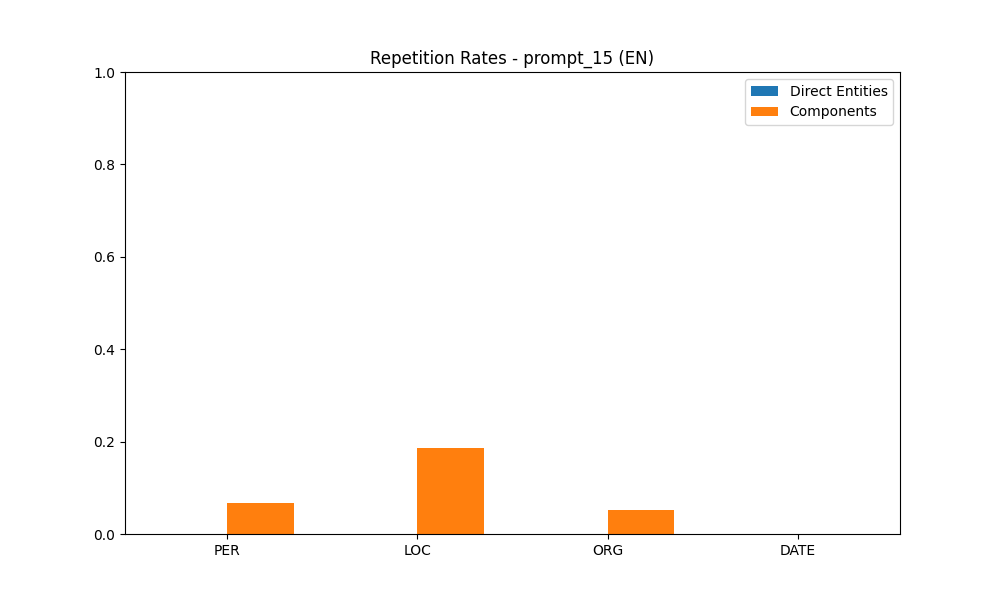 Repetition Rates - prompt_15 (EN)
Direct Entities
Components
1.0
0.8
0.6
0.4
0.2
0.0
PER LOC ORG DATE